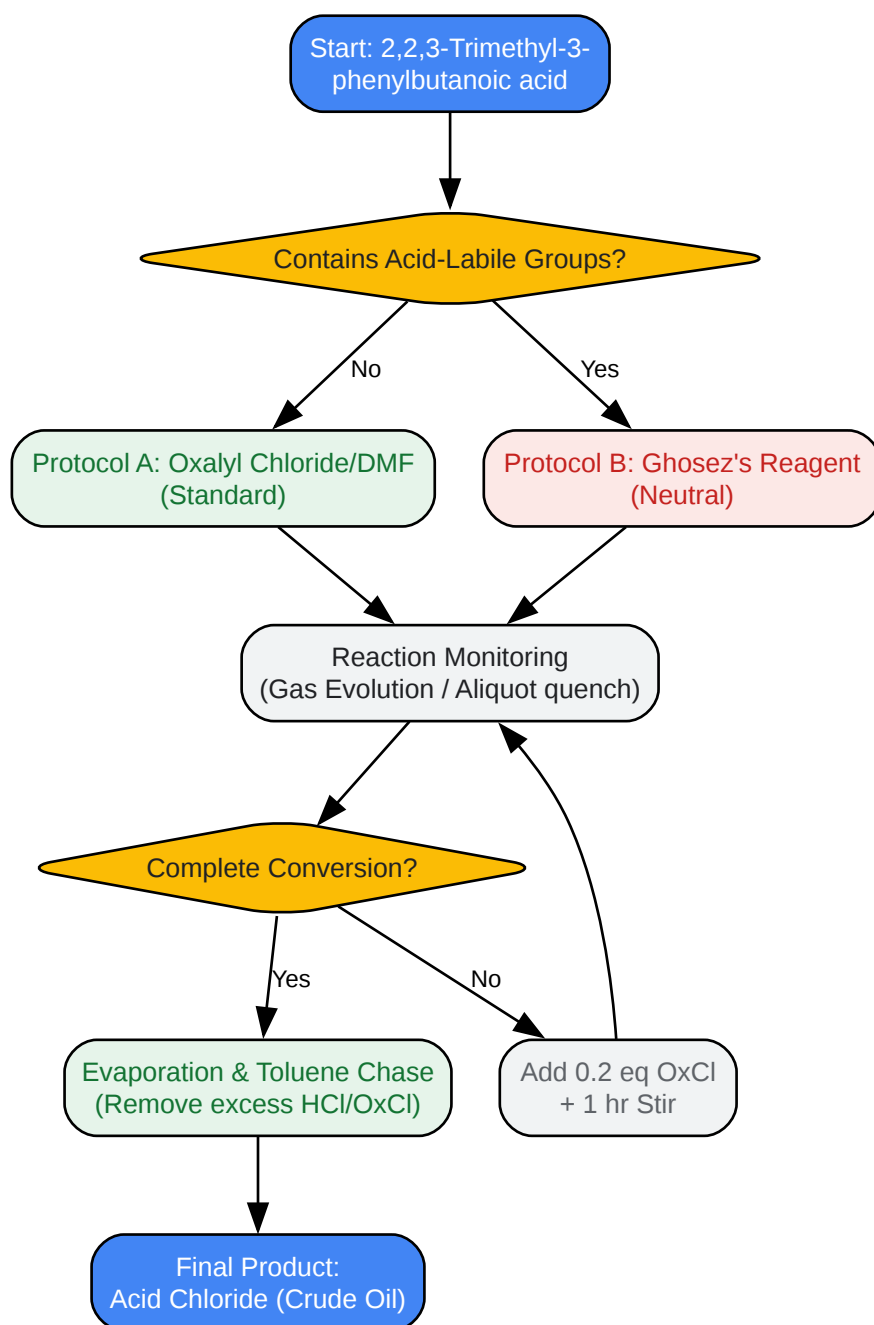 Start: 2,2,3-Trimethyl-3-
phenylbutanoic acid
Contains Acid-Labile Groups?
No
Yes
Protocol A: Oxalyl Chloride/DMF
(Standard)
Protocol B: Ghosez's Reagent
(Neutral)
Reaction Monitoring
(Gas Evolution / Aliquot quench)
Complete Conversion?
Yes
No
Evaporation & Toluene Chase
(Remove excess HCl/OxCl)
Add 0.2 eq OxCl
+ 1 hr Stir
Final Product:
Acid Chloride (Crude Oil)